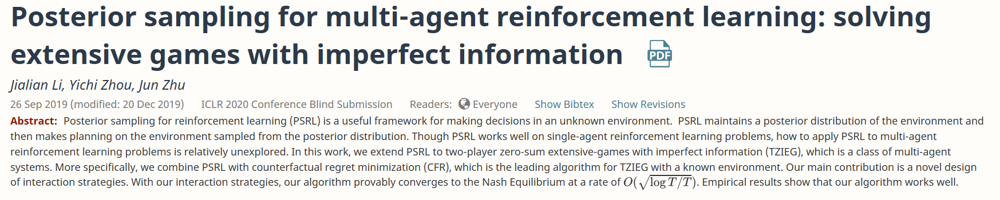 Posterior sampling for multi-agent reinforcement learning: solving
extensive games with imperfect information PDF
Jialian Li, Yichi Zhou, Jun Zhu
26 Sep 2019 (modified: 20 Dec 2019) ICLR 2020 Conference Blind Submission Readers: Everyone Show Bibtex Show Revisions
Abstract: Posterior sampling for reinforcement learning (PSRL) is a useful framework for making decisions in an unknown environment. PSRL maintains a posterior distribution of the environment and
then makes planning on the environment sampled from the posterior distribution. Though PSRL works well on single-agent reinforcement learning problems, how to apply PSRL to multi-agent
reinforcement learning problems is relatively unexplored. In this work, we extend PSRL to two-player zero-sum extensive-games with imperfect information (TZIEG), which is a class of multi-agent
systems. More specifically, we combine PSRL with counterfactual regret minimization (CFR), which is the leading algorithm for TZIEG with a known environment. Our main contribution is a novel design
of interaction strategies. With our interaction strategies, our algorithm provably converges to the Nash Equilibrium at a rate of O(√log T/T). Empirical results show that our algorithm works well.